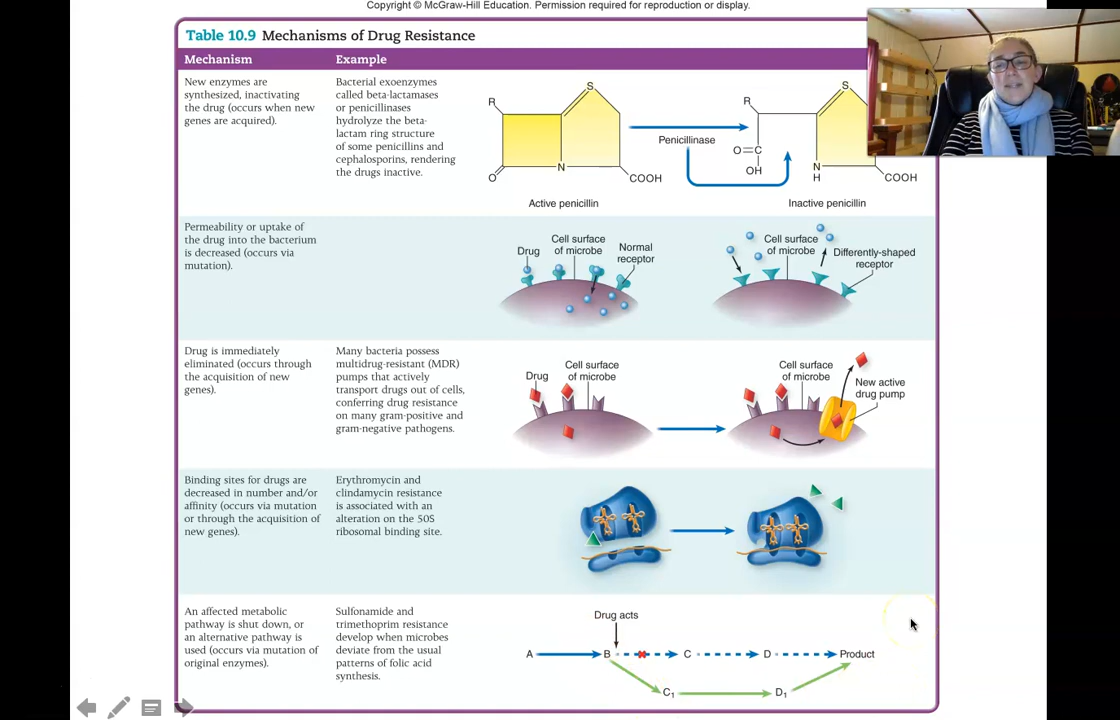 Copyright © McGraw-Hill Education. Permission required for reproduction or display.
Table 10.9 Mechanisms of Drug Resistance
Mechanism
Example
New enzymes are
synthesized, inactivating
the drug (occurs when new
genes are acquired).
Bacterial exoenzymes
called beta-lactamases
or penicillinases
hydrolyze the beta-
lactam ring structure
of some penicillins and
cephalosporins, rendering
the drugs inactive.
R
S
N
O
COOH
Active penicillin
Penicillinase
R
S
O=C
OH
N
H
COOH
Inactive penicillin
Permeability or uptake of
the drug into the bacterium
is decreased (occurs via
mutation).
Drug
Cell surface
of microbe
Normal
receptor
Cell surface
of microbe
Differently-shaped
receptor
Drug is immediately
eliminated (occurs through
the acquisition of new
genes).
Many bacteria possess
multidrug-resistant (MDR)
pumps that actively
transport drugs out of cells,
conferring drug resistance
on many gram-positive and
gram-negative pathogens.
Drug
Cell surface
of microbe
Cell surface
of microbe
New active
drug pump
Binding sites for drugs are
decreased in number and/or
affinity (occurs via mutation
or through the acquisition of
new genes).
Erythromycin and
clindamycin resistance
is associated with an
alteration on the 50S
ribosomal binding site.
An affected metabolic
pathway is shut down, or
an alternative pathway is
used (occurs via mutation of
original enzymes).
Sulfonamide and
trimethoprim resistance
develop when microbes
deviate from the usual
patterns of folic acid
synthesis.
Drug acts
A B C D Product
C1 D1